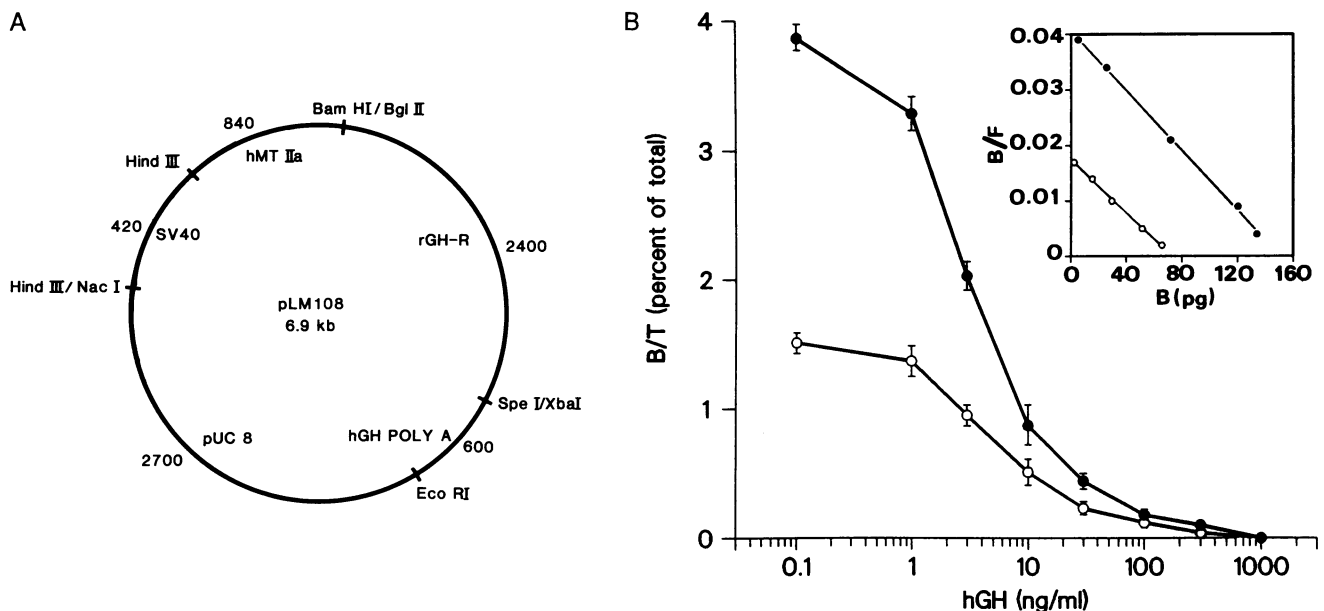 A
Bam HI/Bgl II
840
hMT IIa
Hind III
420
SV40
rGH-R
2400
Hind III/ Nac I
pLM108
6.9 kb
Spe I/XbaI
hGH POLY A
600
pUC 8
2700
Eco RI
B
4
3
2
1
0
B/T (percent of total)
0.1
1
10
100
1000
hGH (ng/ml)
0.04
0.03
0.02
0.01
0
B/F
0
40
80
120
160
B (pg)